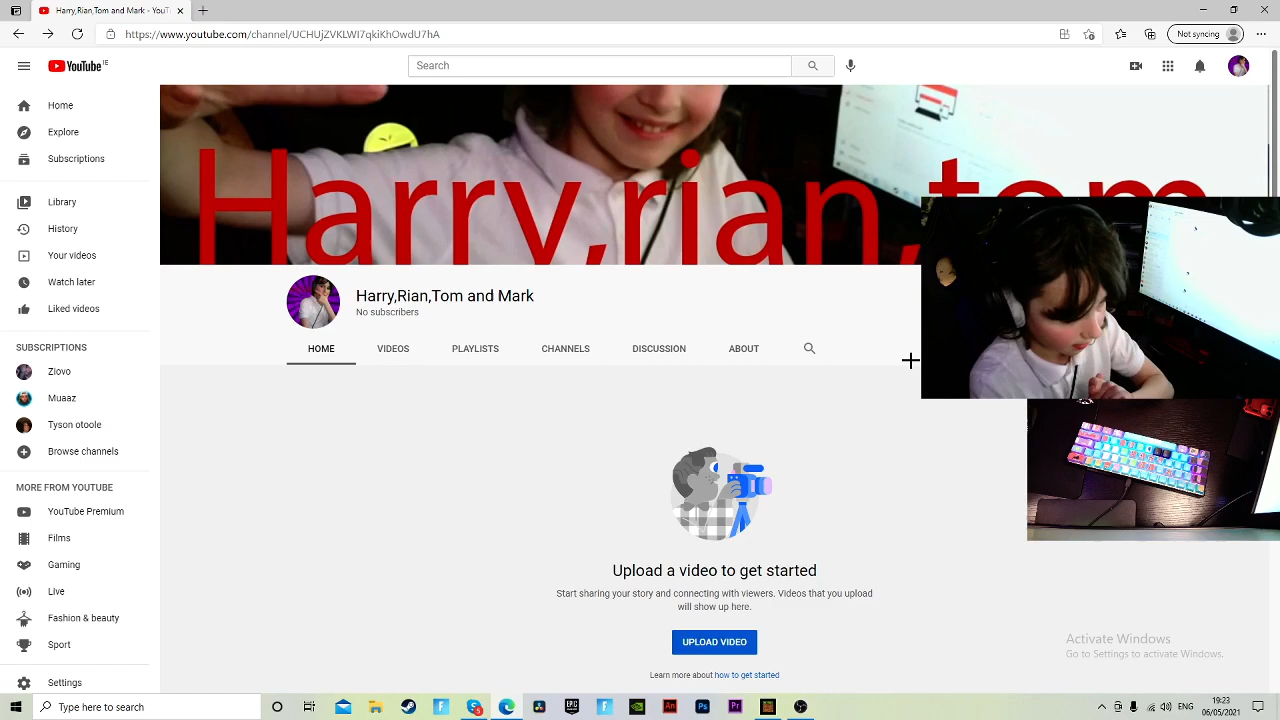 Harry,Rian,Tom and Mark - YouT
https://www.youtube.com/channel/UCHUjZVKLWI7qkiKhOwdU7hA
Not syncing
YouTube IE
Search
Home
Explore
Subscriptions
Library
History
Your videos
Watch later
Liked videos
SUBSCRIPTIONS
Ziovo
Muaaz
Tyson otoole
Browse channels
MORE FROM YOUTUBE
YouTube Premium
Films
Gaming
Live
Fashion & beauty
Sport
Settings
Harry,rian,tom
Harry,Rian,Tom and Mark
No subscribers
HOME VIDEOS PLAYLISTS CHANNELS DISCUSSION ABOUT
Upload a video to get started
Start sharing your story and connecting with viewers. Videos that you upload
will show up here.
UPLOAD VIDEO
Learn more about how to get started
Activate Windows
Go to Settings to activate Windows.
Type here to search
ENG
19:23
06/05/2021